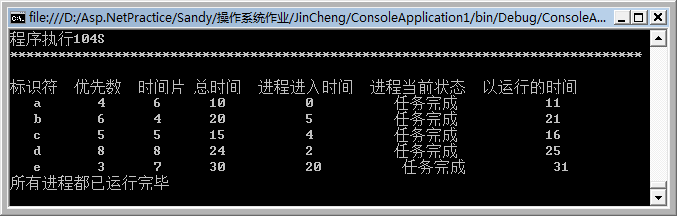 file:///D:/Asp.NetPractice/Sandy/操作系统作业/JinCheng/ConsoleApplication1/bin/Debug/ConsoleA...
程序执行104S
********************************************************************************
标识符 优先数 时间片 总时间 进程进入时间 进程当前状态 以运行的时间
a 4 6 10 0 任务完成 11
b 6 4 20 5 任务完成 21
c 5 5 15 4 任务完成 16
d 8 8 24 2 任务完成 25
e 3 7 30 20 任务完成 31
所有进程都已运行完毕